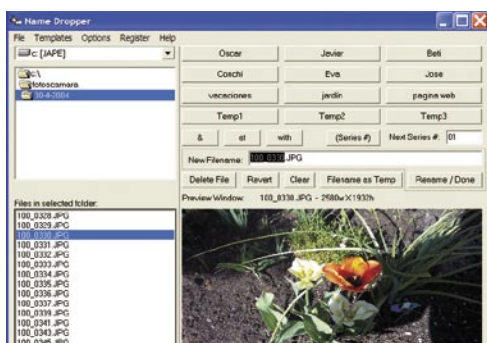 Name Dropper
File Templates Options Register Help
c: [JAPE]
c:\
fotoscamara
30-4-2004
Oscar Javier Beti
Coschi Eva Jose
vacaciones jardin pagina web
Temp1 Temp2 Temp3
& at with (Series #) Next Series #: 01
New Filename: 100_0330.JPG
Delete File Revert Clear Filename as Temp Rename / Done
Preview Window: 100_0330.JPG - 2580w X 1932h
Files in selected folder:
100_0328.JPG
100_0329.JPG
100_0330.JPG
100_0331.JPG
100_0332.JPG
100_0333.JPG
100_0334.JPG
100_0335.JPG
100_0336.JPG
100_0337.JPG
100_0339.JPG
100_0341.JPG
100_0343.JPG
100_0345.JPG